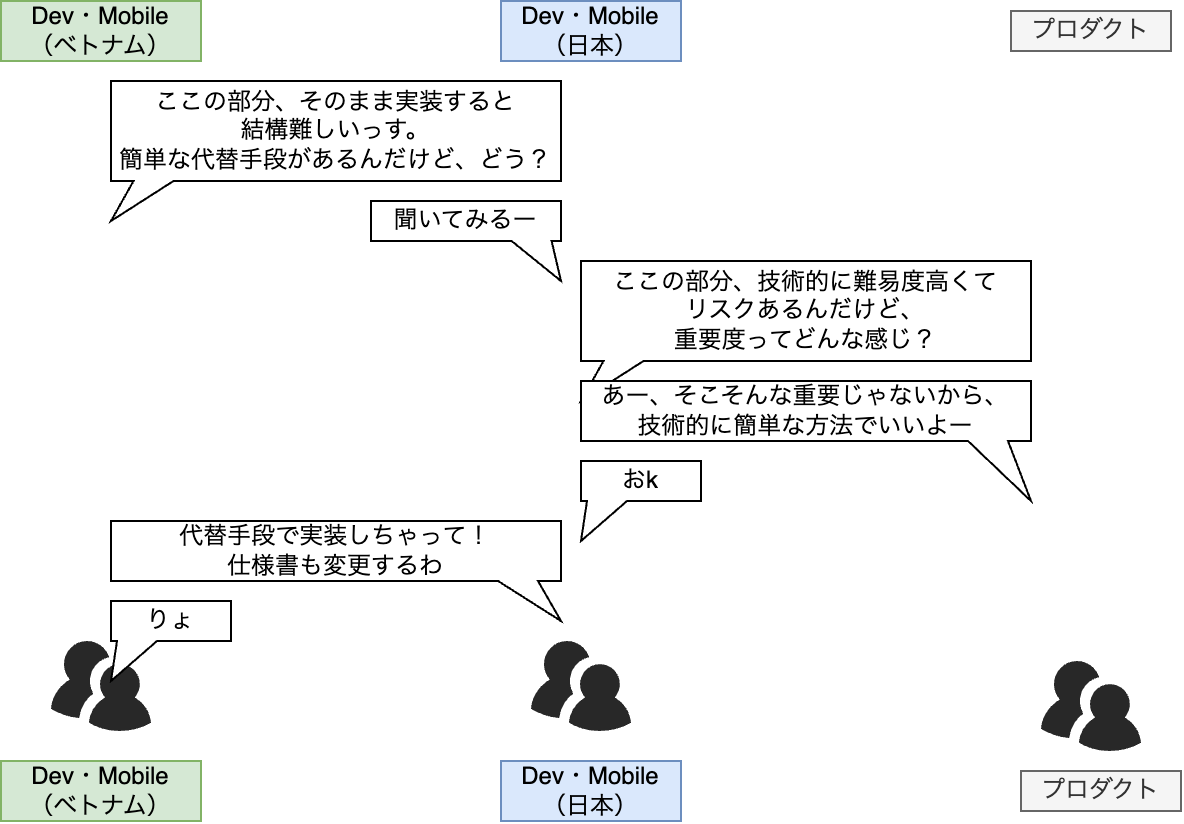 Dev・Mobile
（ベトナム）
Dev・Mobile
（日本）
プロダクト
ここの部分、そのまま実装すると
結構難しいっす。
簡単な代替手段があるんだけど、どう？
聞いてみるー
ここの部分、技術的に難易度高くて
リスクあるんだけど、
重要度ってどんな感じ？
あー、そこそんな重要じゃないから、
技術的に簡単な方法でいいよー
おk
代替手段で実装しちゃって！
仕様書も変更するわ
りょ
Dev・Mobile
（ベトナム）
Dev・Mobile
（日本）
プロダクト